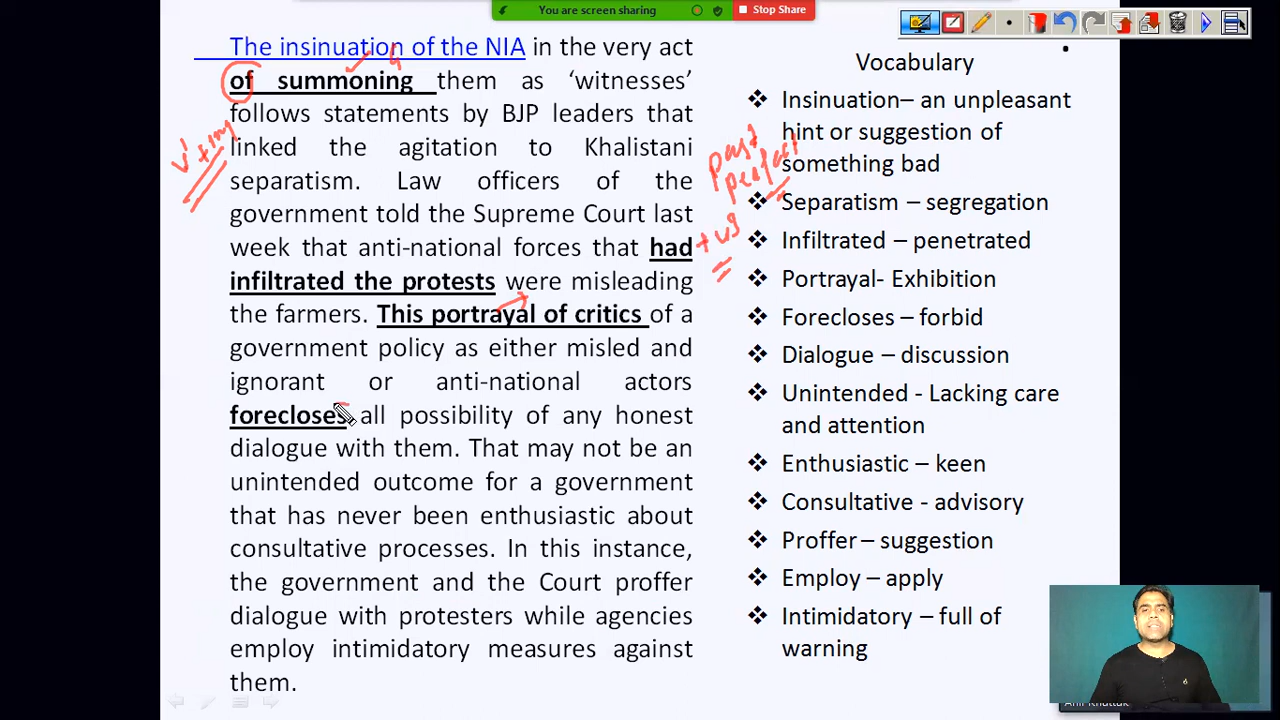 You are screen sharing
Stop Share
The insinuation of the NIA in the very act
of summoning them as ‘witnesses’
follows statements by BJP leaders that
linked the agitation to Khalistani
separatism. Law officers of the
government told the Supreme Court last
week that anti-national forces that had
infiltrated the protests were misleading
the farmers. This portrayal of critics of a
government policy as either misled and
ignorant or anti-national actors
forecloses all possibility of any honest
dialogue with them. That may not be an
unintended outcome for a government
that has never been enthusiastic about
consultative processes. In this instance,
the government and the Court proffer
dialogue with protesters while agencies
employ intimidatory measures against
them.
V¹+ing
past
perfect
+v3
Vocabulary
❖ Insinuation– an unpleasant
hint or suggestion of
something bad
❖ Separatism – segregation
❖ Infiltrated – penetrated
❖ Portrayal- Exhibition
❖ Forecloses – forbid
❖ Dialogue – discussion
❖ Unintended - Lacking care
and attention
❖ Enthusiastic – keen
❖ Consultative - advisory
❖ Proffer – suggestion
❖ Employ – apply
❖ Intimidatory – full of
warning